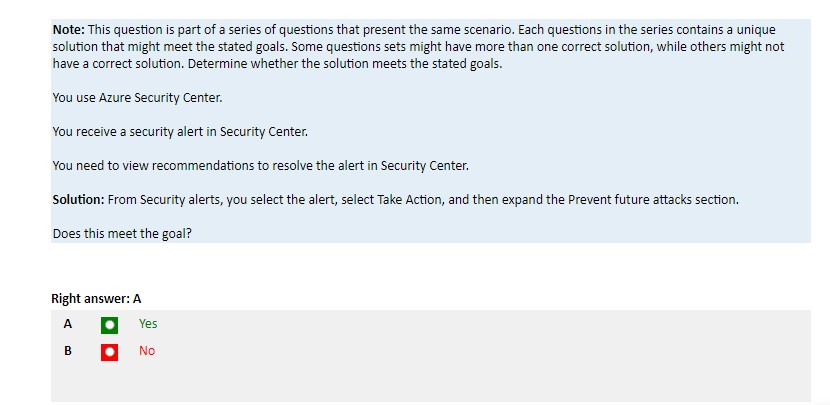 Note: This question is part of a series of questions that present the same scenario. Each questions in the series contains a unique
solution that might meet the stated goals. Some questions sets might have more than one correct solution, while others might not
have a correct solution. Determine whether the solution meets the stated goals.
You use Azure Security Center.
You receive a security alert in Security Center.
You need to view recommendations to resolve the alert in Security Center.
Solution: From Security alerts, you select the alert, select Take Action, and then expand the Prevent future attacks section.
Does this meet the goal?
Right answer: A
A Yes
B No